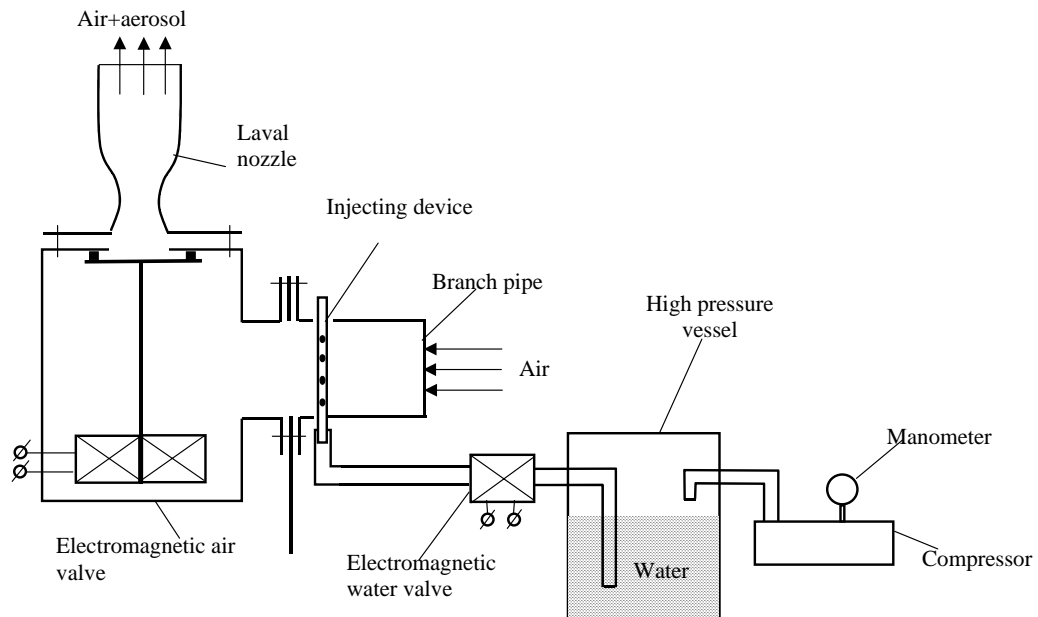 Air+aerosol
Laval
nozzle
Injecting device
Branch pipe
High pressure
vessel
Air
Manometer
Electromagnetic air
valve
Electromagnetic
water valve
Water
Compressor